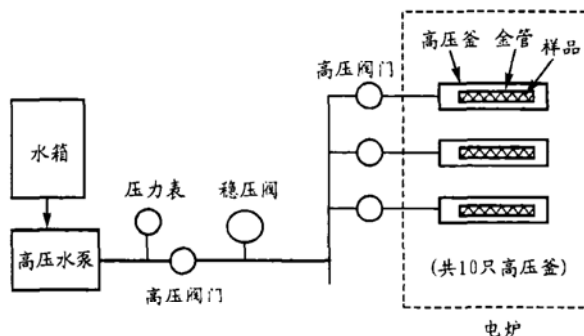 高压釜 金管 样品
高压阀门
水箱
压力表 稳压阀
高压水泵
高压阀门
(共10只高压釜)
电炉